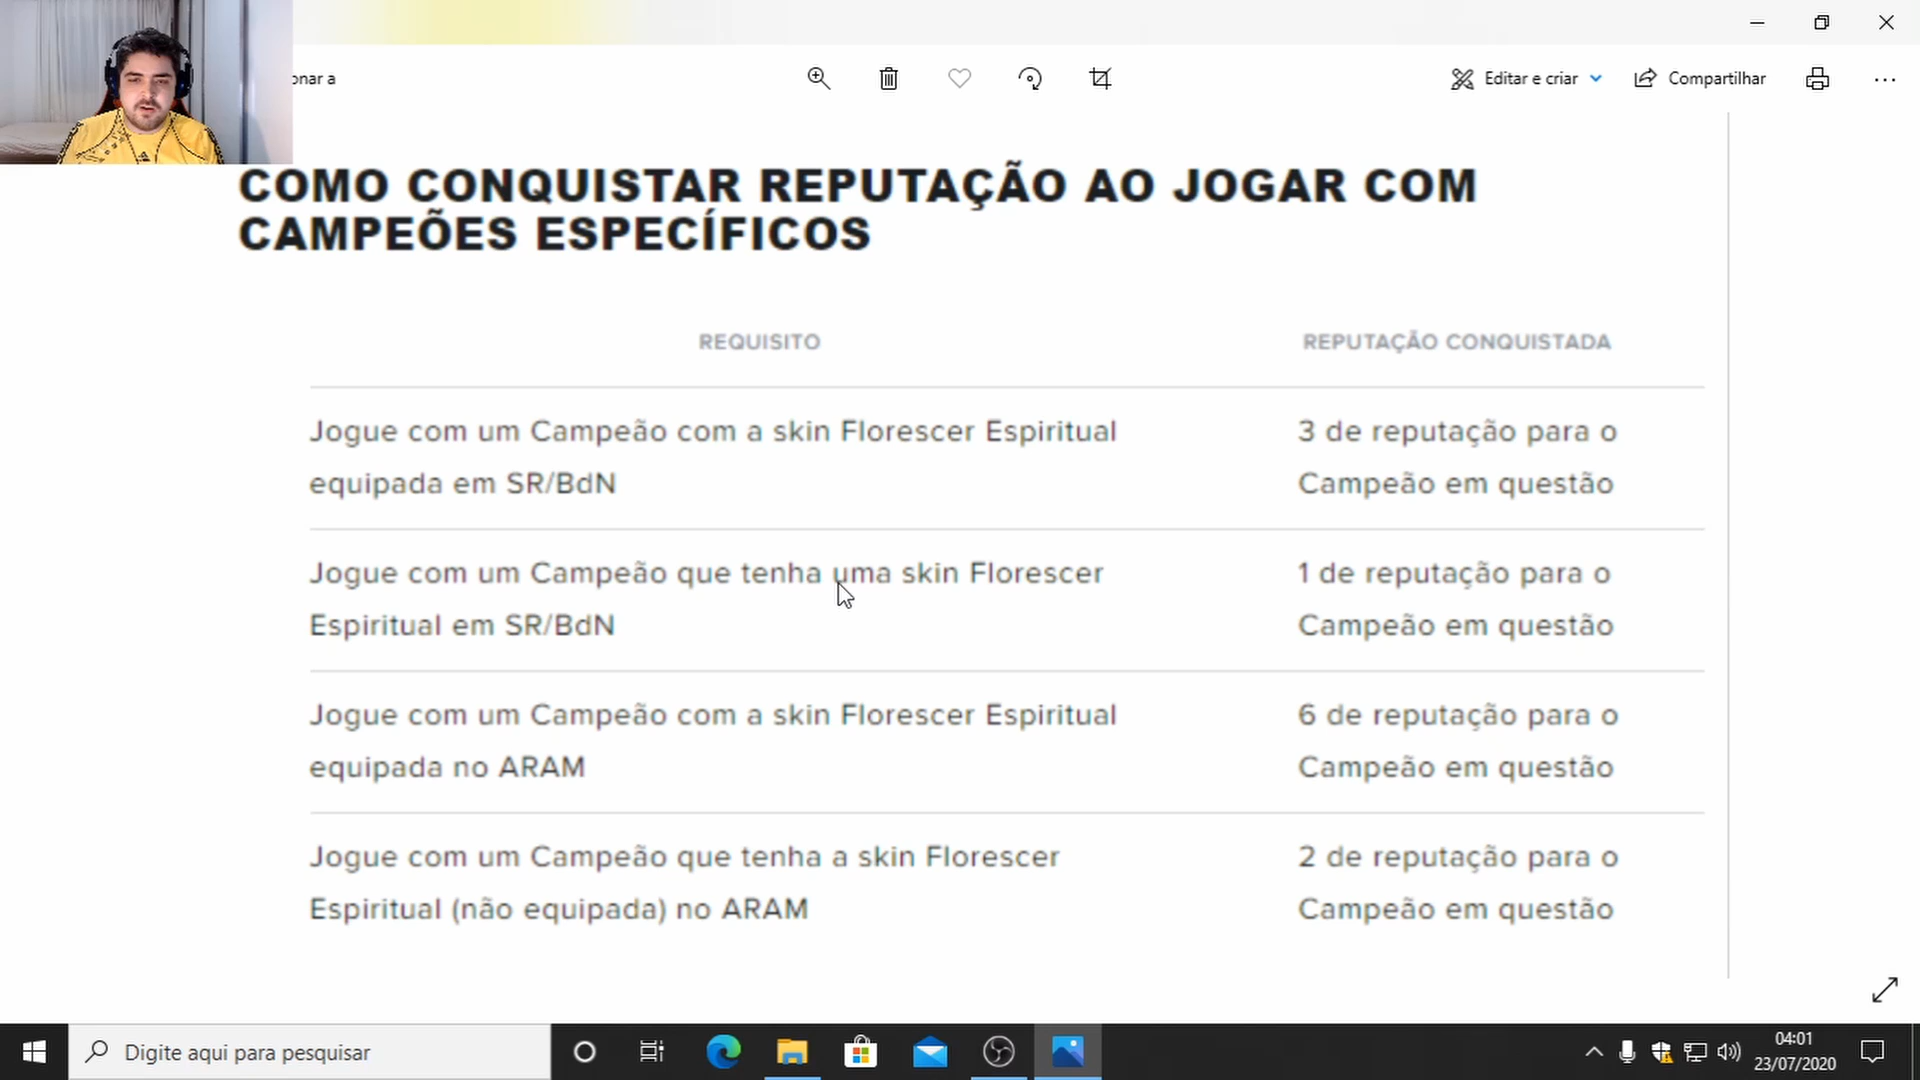 onar a
Editar e criar
Compartilhar
COMO CONQUISTAR REPUTAÇÃO AO JOGAR COM
CAMPEÕES ESPECÍFICOS
REQUISITO
REPUTAÇÃO CONQUISTADA
Jogue com um Campeão com a skin Florescer Espiritual
equipada em SR/BdN
3 de reputação para o
Campeão em questão
Jogue com um Campeão que tenha uma skin Florescer
Espiritual em SR/BdN
1 de reputação para o
Campeão em questão
Jogue com um Campeão com a skin Florescer Espiritual
equipada no ARAM
6 de reputação para o
Campeão em questão
Jogue com um Campeão que tenha a skin Florescer
Espiritual (não equipada) no ARAM
2 de reputação para o
Campeão em questão
Digite aqui para pesquisar
04:01
23/07/2020